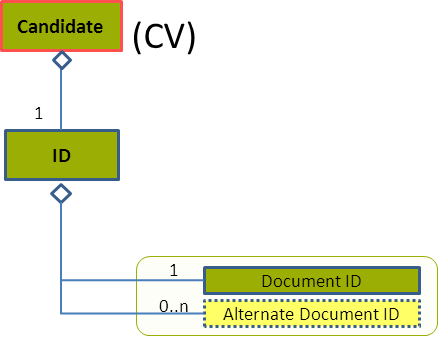 Candidate (CV)
1
ID
1 Document ID
0..n Alternate Document ID